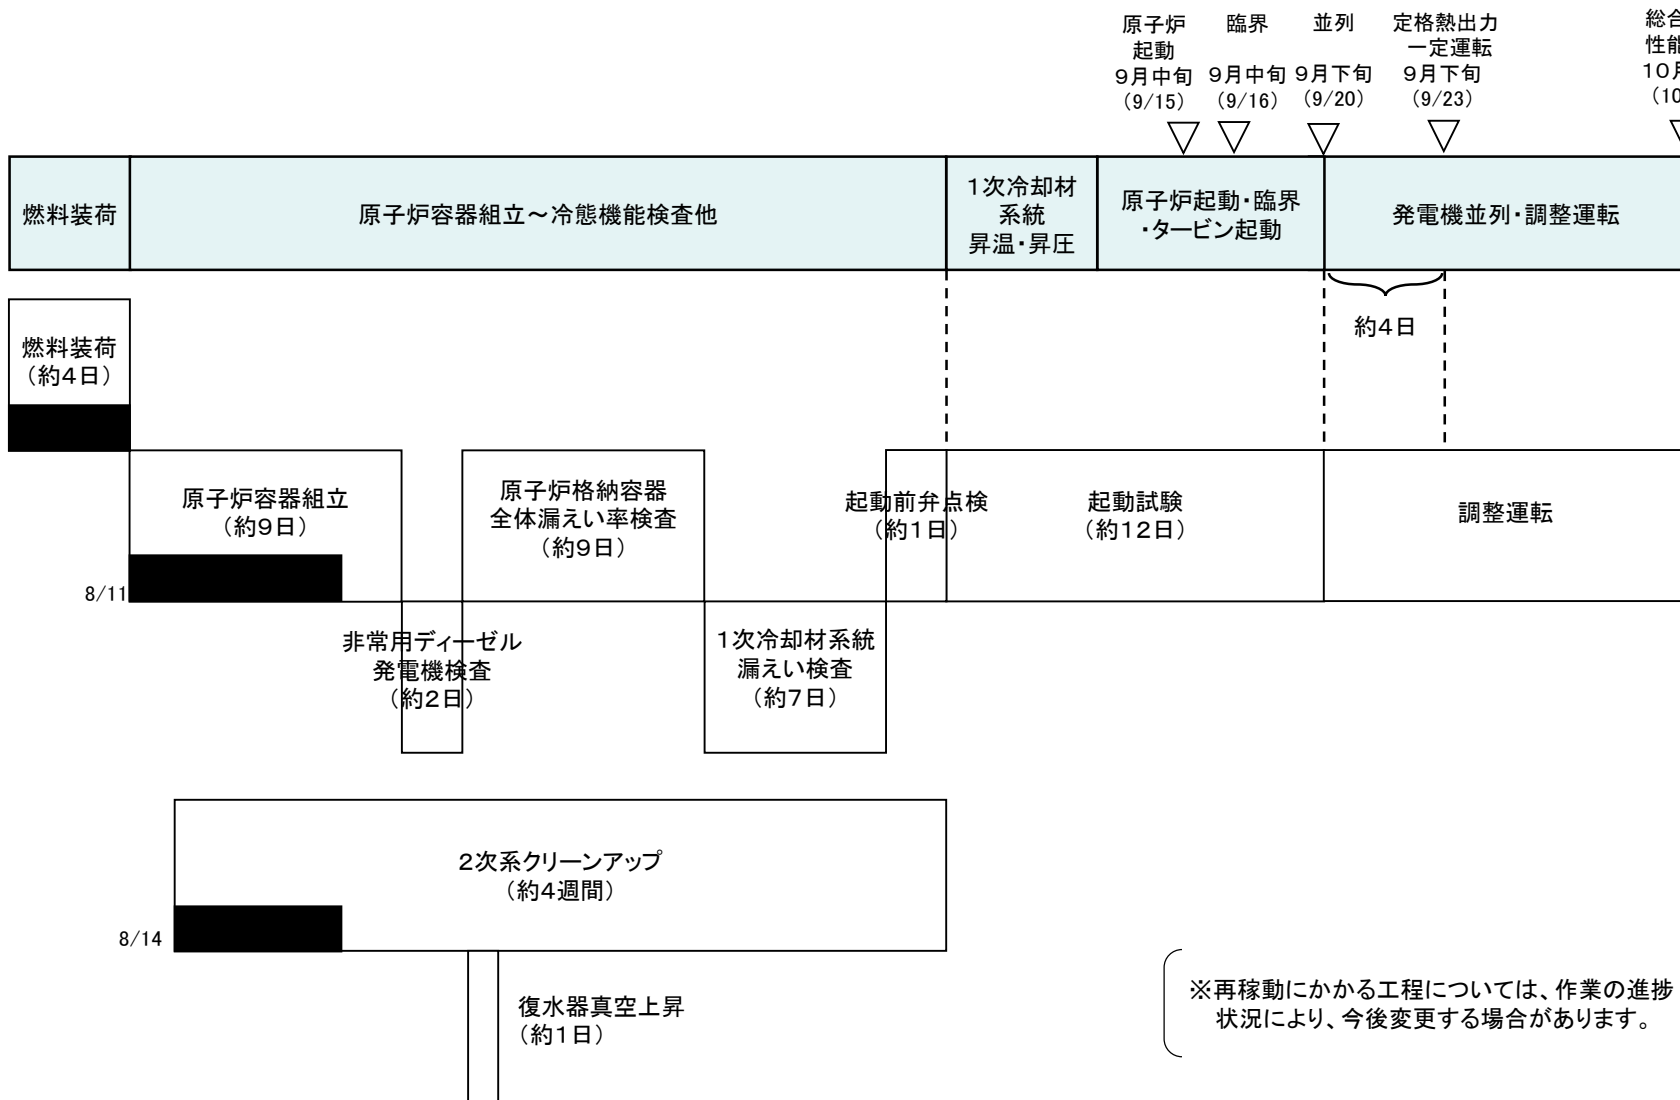 原子炉
起動
9月中旬
（9/15）
臨界
9月中旬
（9/16）
並列
9月下旬
（9/20）
定格熱出力
一定運転
9月下旬
（9/23）
総合
性能
10月
（10
燃料装荷
原子炉容器組立～冷態機能検査他
1次冷却材
系統
昇温・昇圧
原子炉起動・臨界
・タービン起動
発電機並列・調整運転
約4日
燃料装荷
（約4日）
原子炉容器組立
（約9日）
8/11
原子炉格納容器
全体漏えい率検査
（約9日）
起動前弁点検
（約1日）
起動試験
（約12日）
調整運転
非常用ディーゼル
発電機検査
（約2日）
1次冷却材系統
漏えい検査
（約7日）
2次系クリーンアップ
（約4週間）
8/14
復水器真空上昇
（約1日）
※再稼動にかかる工程については、作業の進捗
状況により、今後変更する場合があります。